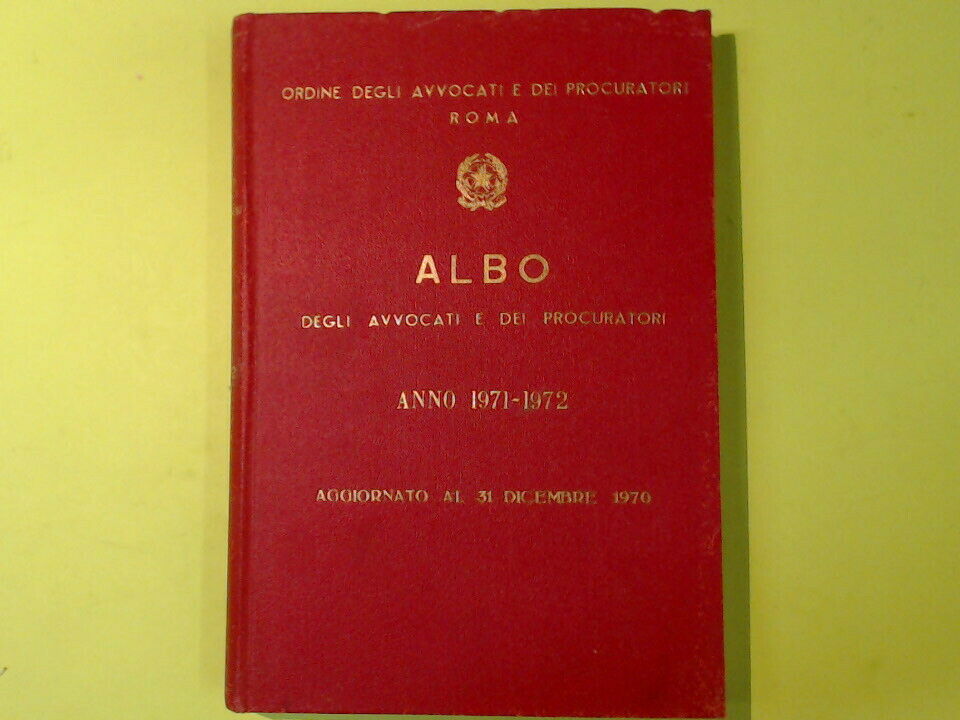 ORDINE DEGLI AVVOCATI E DEI PROCURATORI
ROMA
ALBO
DEGLI AVVOCATI E DEI PROCURATORI
ANNO 1971-1972
AGGIORNATO AL 31 DICEMBRE 1970